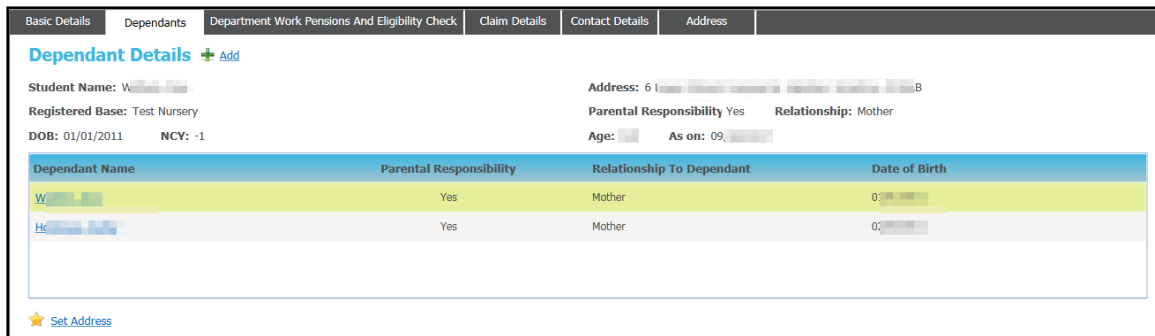 Basic Details Dependants Department Work Pensions And Eligibility Check Claim Details Contact Details Address
Dependant Details Add
Student Name: Address: 6
Registered Base: Test Nursery Parental Responsibility Yes Relationship: Mother
DOB: 01/01/2011 NCY: -1 Age: As on: 09,
Dependant Name Parental Responsibility Relationship To Dependant Date of Birth
Yes Mother
Yes Mother
Set Address